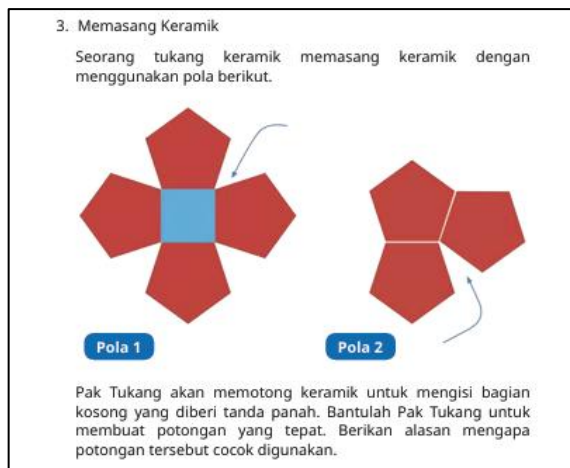 3. Memasang Keramik
Seorang tukang keramik memasang keramik dengan
menggunakan pola berikut.
Pola 1
Pola 2
Pak Tukang akan memotong keramik untuk mengisi bagian
kosong yang diberi tanda panah. Bantulah Pak Tukang untuk
membuat potongan yang tepat. Berikan alasan mengapa
potongan tersebut cocok digunakan.